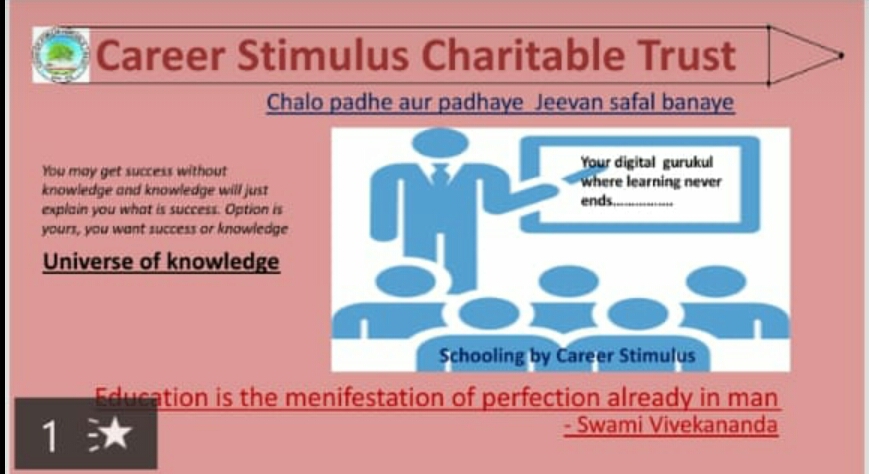 Career Stimulus Charitable Trust
Chalo padhe aur padhaye Jeevan safal banaye
You may get success without
knowledge and knowledge will just
explain you what is success. Option is
yours, you want success or knowledge
Universe of knowledge
Your digital gurukul
where learning never
ends................
Schooling by Career Stimulus
Education is the menifestation of perfection already in man
- Swami Vivekananda
1